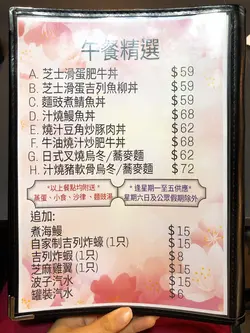 午餐精選
A. 芝士滑蛋肥牛丼 $59
B. 芝士滑蛋吉列魚柳丼 $59
C. 麵豉煮鯖魚丼 $59
D. 汁燒鰻魚丼 $68
E. 燒汁豆角炒豚肉丼 $62
F. 牛油燒汁炒肥牛丼 $68
G. 日式叉燒烏冬/蕎麥麵 $62
H. 汁燒豬軟骨烏冬/蕎麥麵 $72
*以上餐點均附送*
蒸蛋、小食、沙律、麵豉湯
*逢星期一至五供應*
星期六日及公眾假期除外
追加:
煮海鰻 $15
自家制吉列炸蠔 (1只) $15
吉列炸蝦 (1只) $8
芝麻雞翼 (1只) $15
波子汽水 $15
罐裝汽水 $6